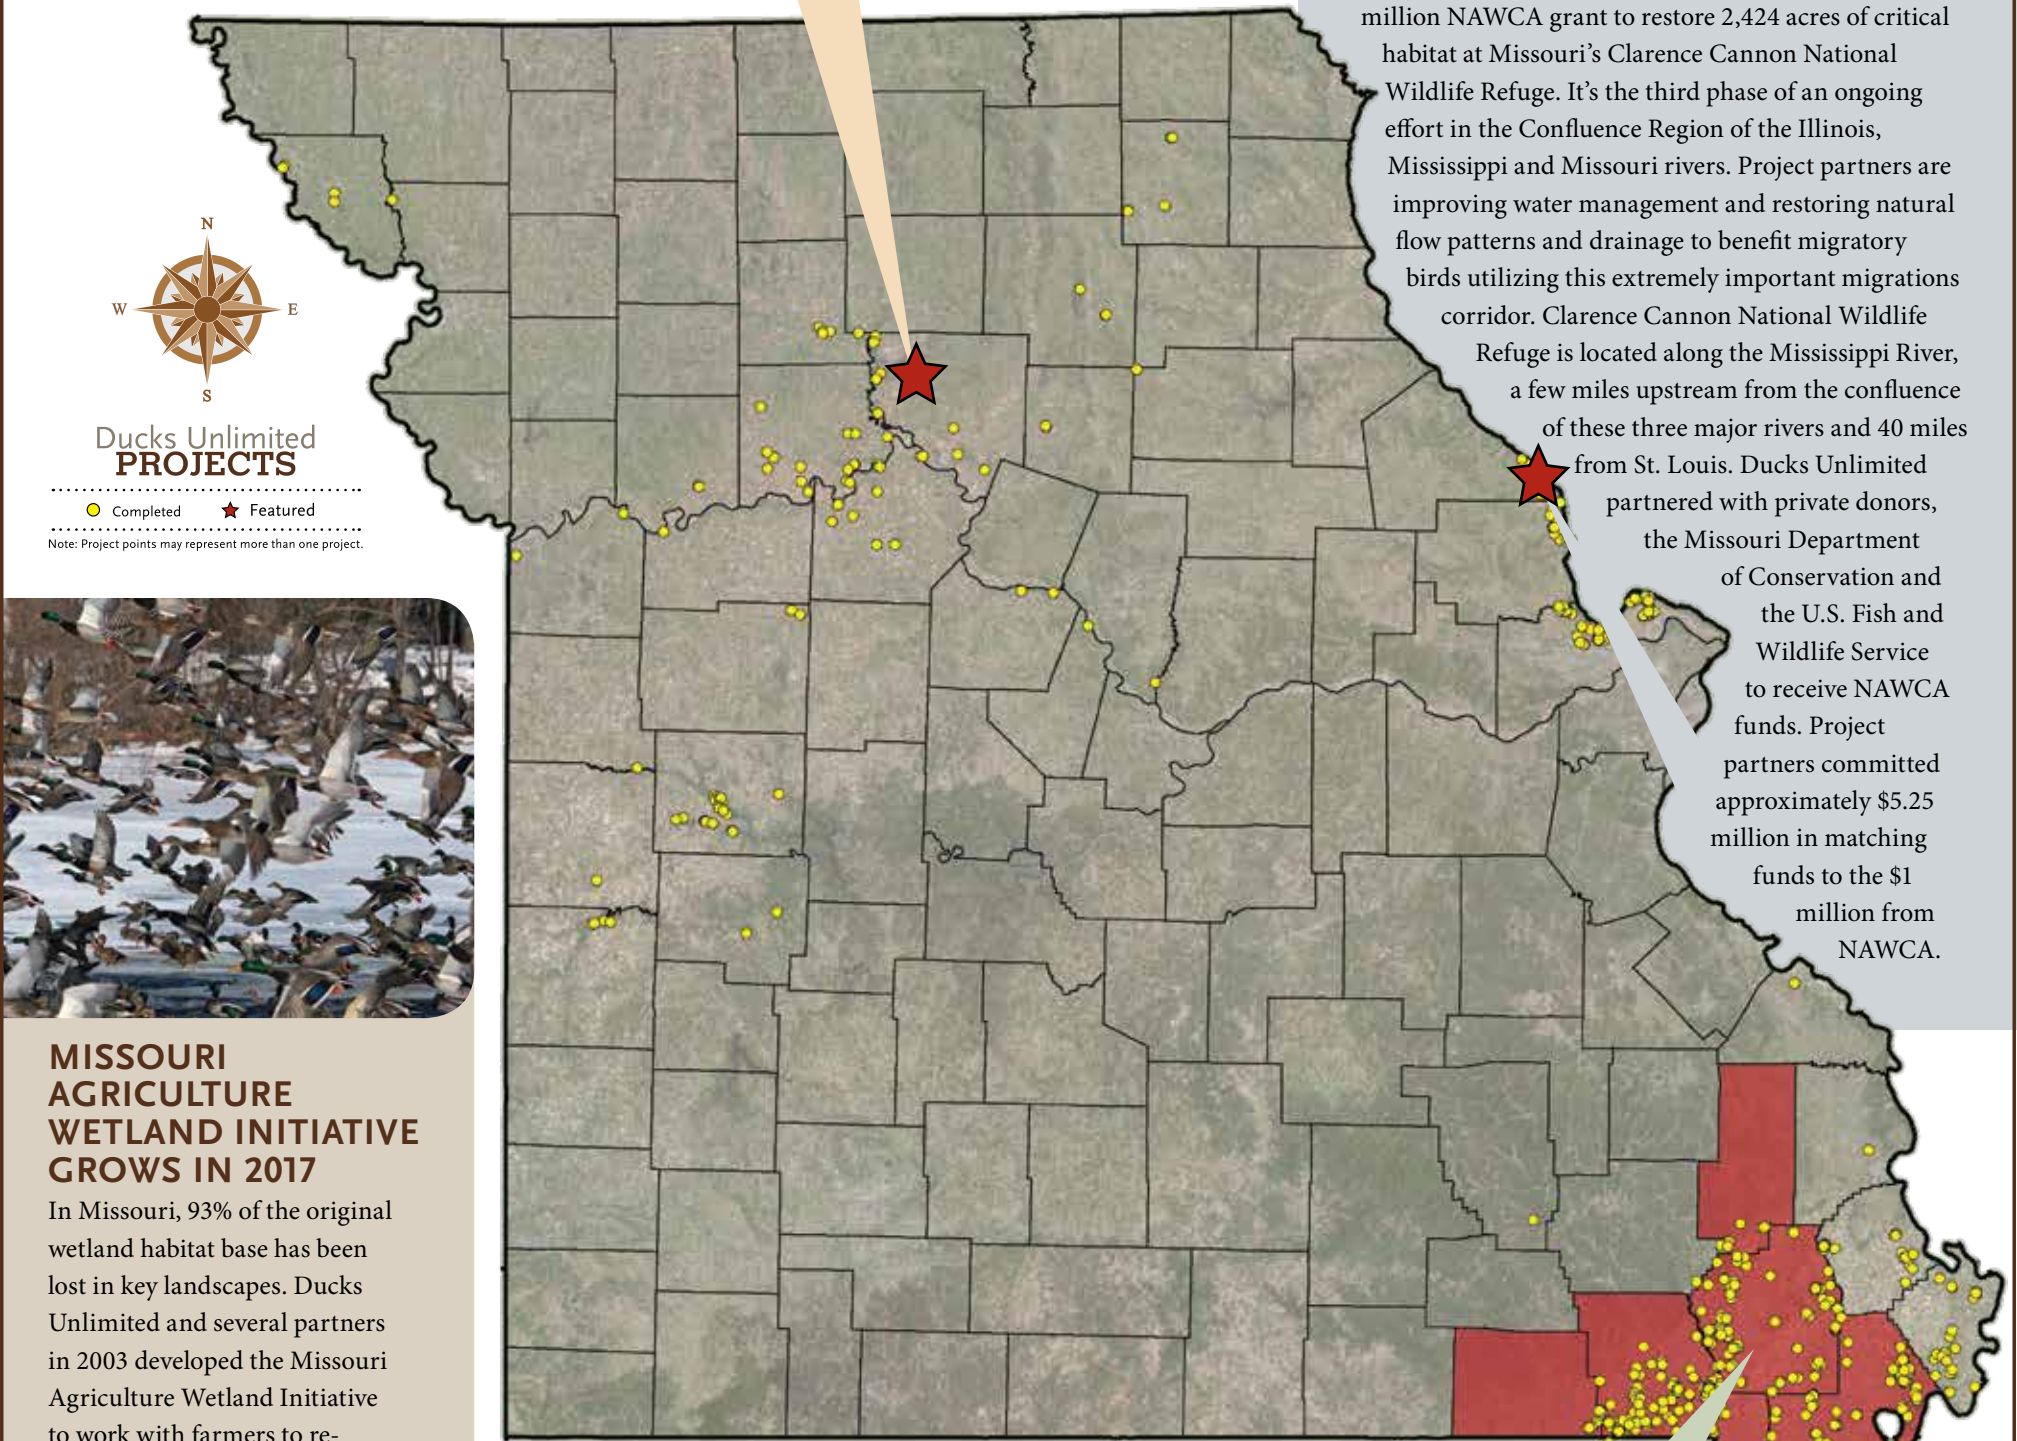 million NAWCA grant to restore 2,424 acres of critical
habitat at Missouri’s Clarence Cannon National
Wildlife Refuge. It’s the third phase of an ongoing
effort in the Confluence Region of the Illinois,
Mississippi and Missouri rivers. Project partners are
improving water management and restoring natural
flow patterns and drainage to benefit migratory
birds utilizing this extremely important migrations
corridor. Clarence Cannon National Wildlife
Refuge is located along the Mississippi River,
a few miles upstream from the confluence
of these three major rivers and 40 miles
from St. Louis. Ducks Unlimited
partnered with private donors,
the Missouri Department
of Conservation and
the U.S. Fish and
Wildlife Service
to receive NAWCA
funds. Project
partners committed
approximately $5.25
million in matching
funds to the $1
million from
NAWCA.
N
W
E
S
Ducks Unlimited
PROJECTS
Completed
Featured
Note: Project points may represent more than one project.
MISSOURI
AGRICULTURE
WETLAND INITIATIVE
GROWS IN 2017
In Missouri, 93% of the original
wetland habitat base has been
lost in key landscapes. Ducks
Unlimited and several partners
in 2003 developed the Missouri
Agriculture Wetland Initiative
to work with farmers to re-